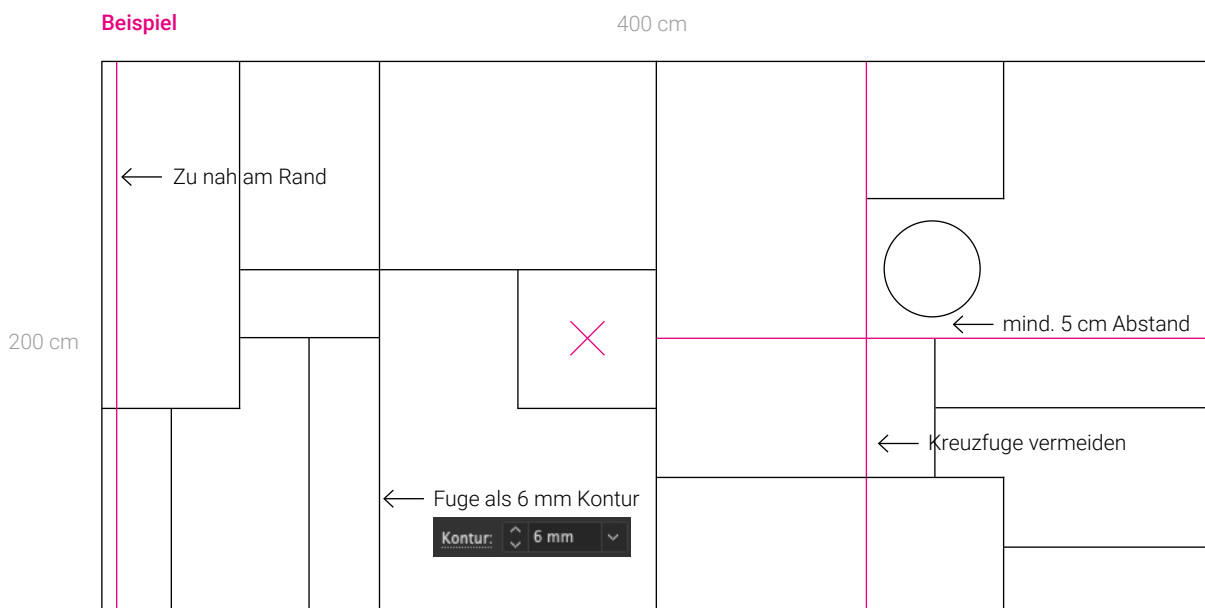 Beispiel
400 cm
Zu nah am Rand
mind. 5 cm Abstand
200 cm
Kreuzfuge vermeiden
Fuge als 6 mm Kontur
Kontur: 6 mm